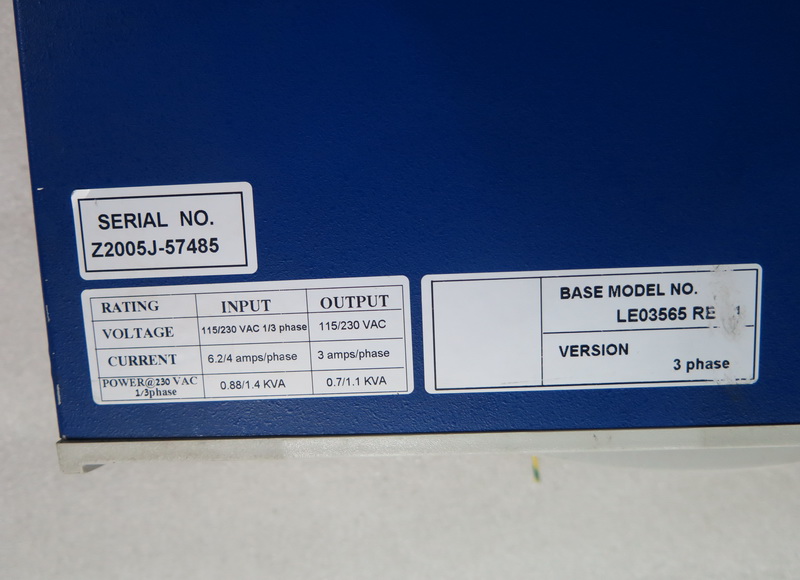 SERIAL NO.
Z2005J-57485
RATING INPUT OUTPUT
VOLTAGE 115/230 VAC 1/3 phase 115/230 VAC
CURRENT 6.2/4 amps/phase 3 amps/phase
POWER@230 VAC 0.88/1.4 KVA 0.7/1.1 KVA
1/3phase
BASE MODEL NO.
LE03565
VERSION
3 phase